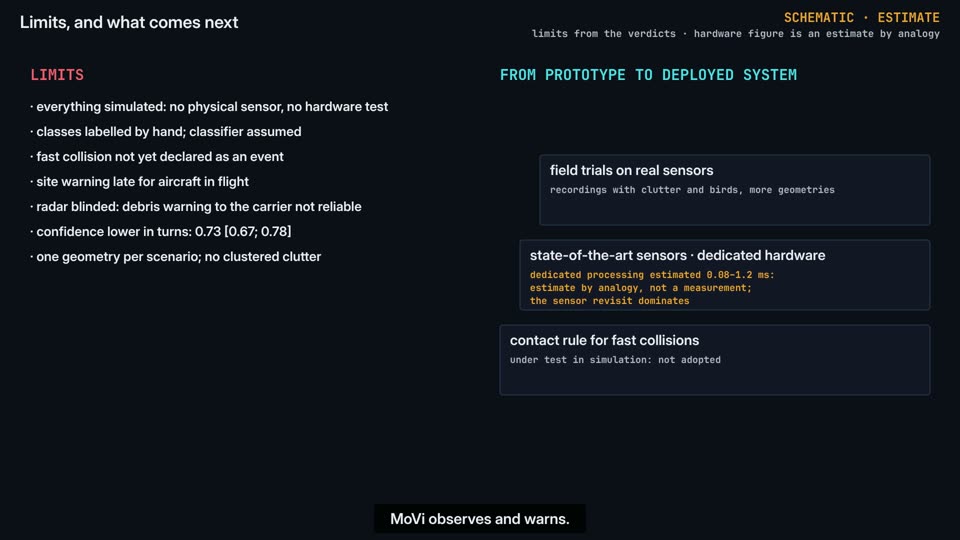 Limits, and what comes next
SCHEMATIC · ESTIMATE
limits from the verdicts · hardware figure is an estimate by analogy
LIMITS
· everything simulated: no physical sensor, no hardware test
· classes labelled by hand; classifier assumed
· fast collision not yet declared as an event
· site warning late for aircraft in flight
· radar blinded: debris warning to the carrier not reliable
· confidence lower in turns: 0.73 [0.67; 0.78]
· one geometry per scenario; no clustered clutter
FROM PROTOTYPE TO DEPLOYED SYSTEM
field trials on real sensors
recordings with clutter and birds, more geometries
state-of-the-art sensors · dedicated hardware
dedicated processing estimated 0.08–1.2 ms:
estimate by analogy, not a measurement;
the sensor revisit dominates
contact rule for fast collisions
under test in simulation: not adopted
MoVi observes and warns.